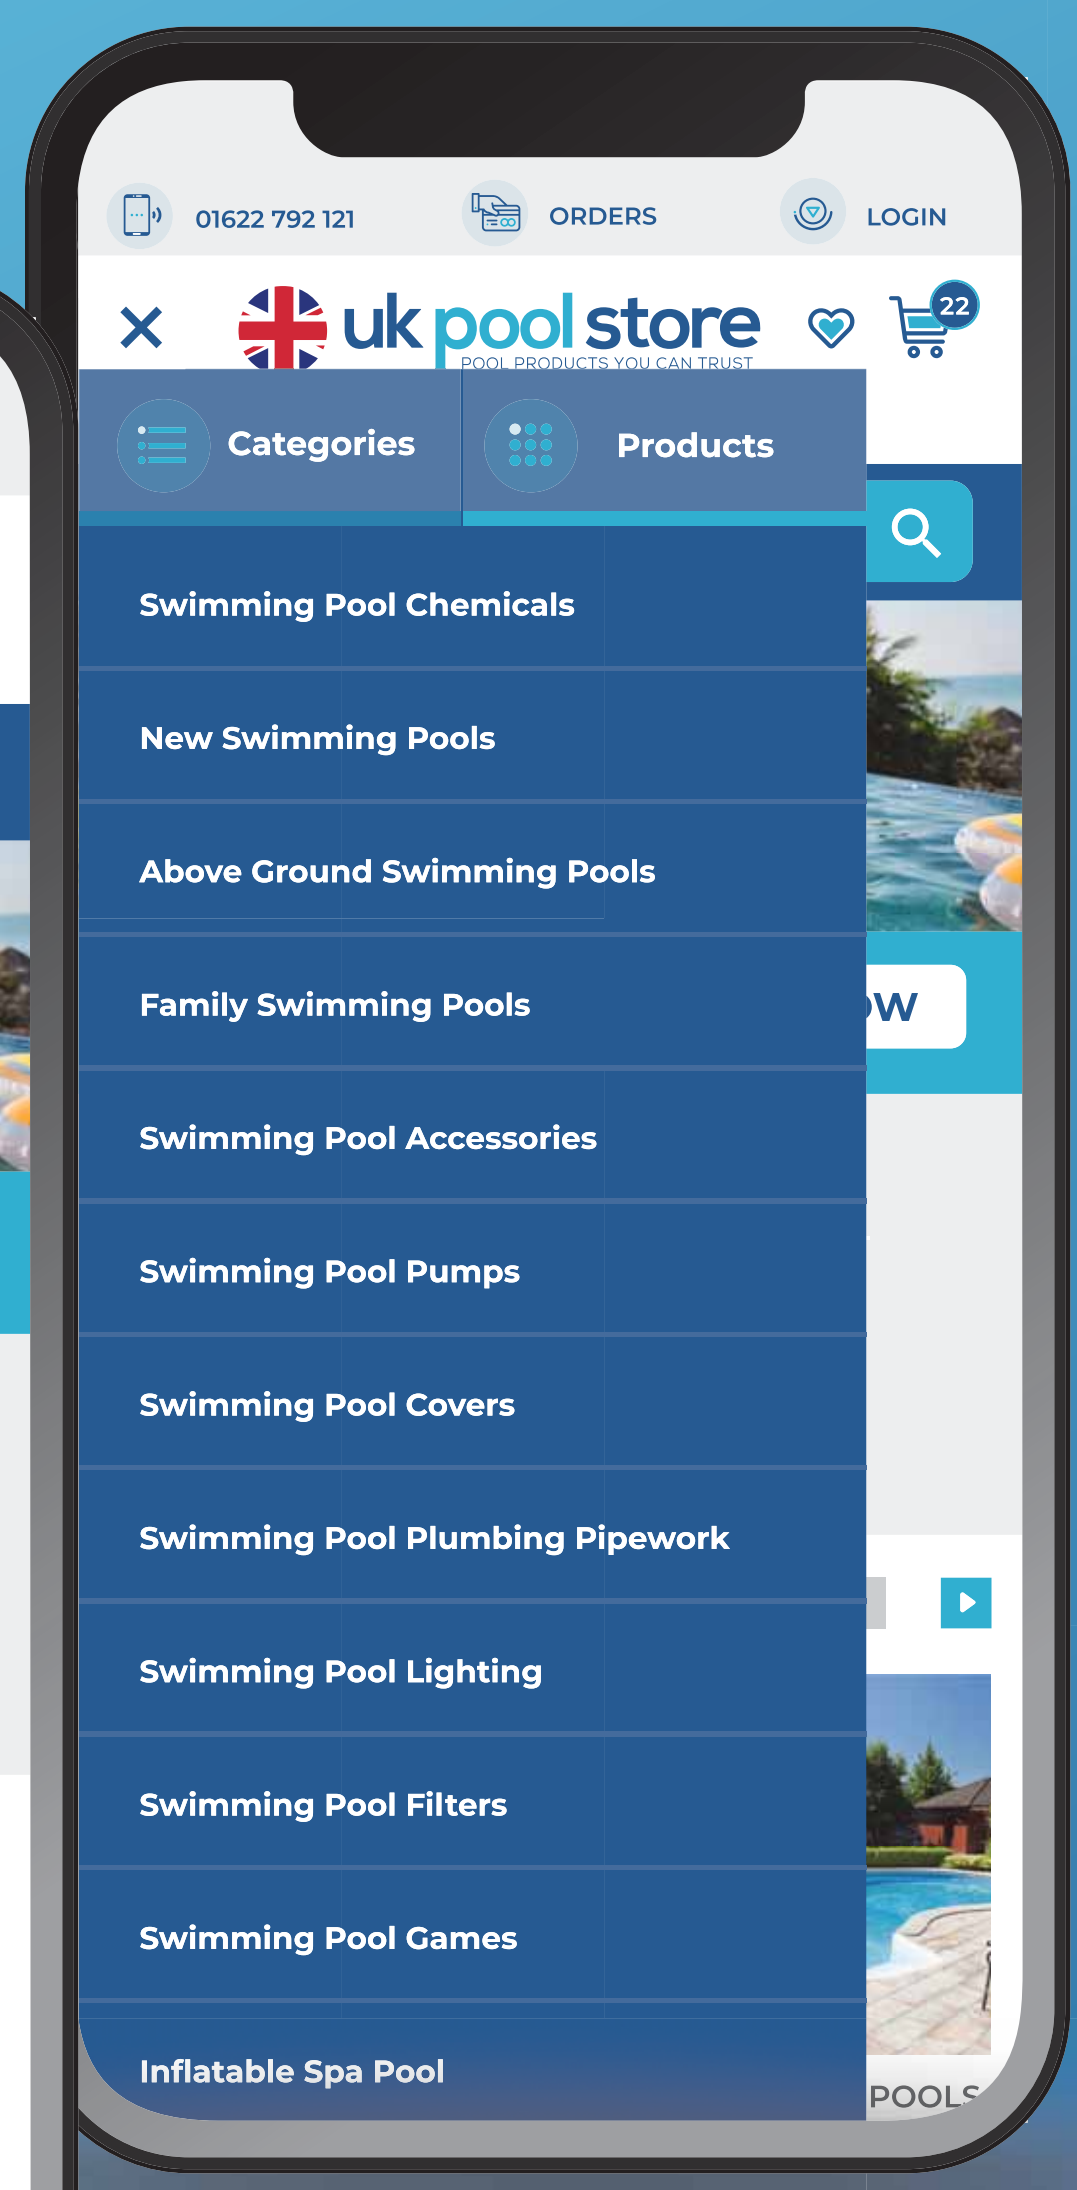 01622 792 121
ORDERS
LOGIN
uk pool store
22
POOL PRODUCTS YOU CAN TRUST
Categories
Products
Swimming Pool Chemicals
New Swimming Pools
Above Ground Swimming Pools
Family Swimming Pools
Swimming Pool Accessories
Swimming Pool Pumps
Swimming Pool Covers
Swimming Pool Plumbing Pipework
Swimming Pool Lighting
Swimming Pool Filters
Swimming Pool Games
Inflatable Spa Pool
POOLS